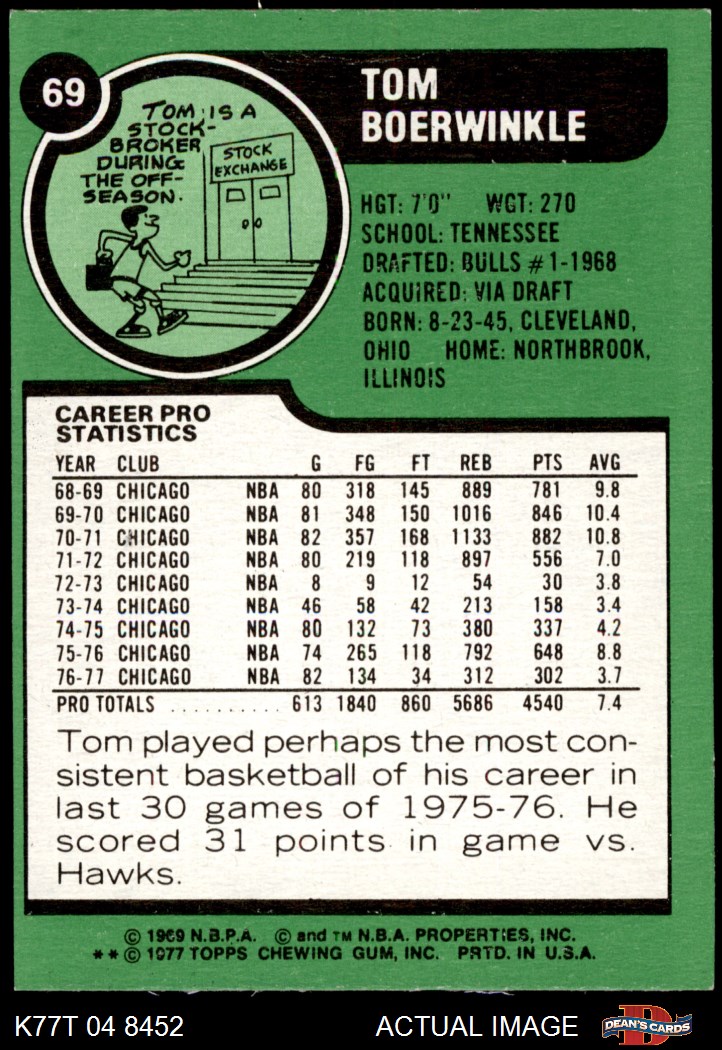 69
TOM
BOERWINKLE
TOM IS A
STOCK-
BROKER
DURING
THE OFF-
SEASON.
STOCK
EXCHANGE
HGT: 7'0" WGT: 270
SCHOOL: TENNESSEE
DRAFTED: BULLS #1-1968
ACQUIRED: VIA DRAFT
BORN: 8-23-45, CLEVELAND,
OHIO HOME: NORTHBROOK,
ILLINOIS
CAREER PRO
STATISTICS
YEAR CLUB G FG FT REB PTS AVG
68-69 CHICAGO NBA 80 318 145 889 781 9.8
69-70 CHICAGO NBA 81 348 150 1016 846 10.4
70-71 CHICAGO NBA 82 357 168 1133 882 10.8
71-72 CHICAGO NBA 80 219 118 897 556 7.0
72-73 CHICAGO NBA 8 9 12 54 30 3.8
73-74 CHICAGO NBA 46 58 42 213 158 3.4
74-75 CHICAGO NBA 80 132 73 380 337 4.2
75-76 CHICAGO NBA 74 265 118 792 648 8.8
76-77 CHICAGO NBA 82 134 34 312 302 3.7
PRO TOTALS .......... 613 1840 860 5686 4540 7.4
Tom played perhaps the most con-
sistent basketball of his career in
last 30 games of 1975-76. He
scored 31 points in game vs.
Hawks.
© 1969 N.B.P.A. © and TM N.B.A. PROPERTIES, INC.
** © 1977 TOPPS CHEWING GUM, INC. PRTD. IN U.S.A.
K77T 04 8452 ACTUAL IMAGE
D
DEAN'S CARDS